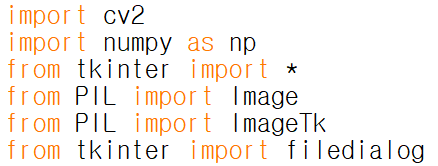 import cv2
import numpy as np
from tkinter import *
from PIL import Image
from PIL import ImageTk
from tkinter import filedialog